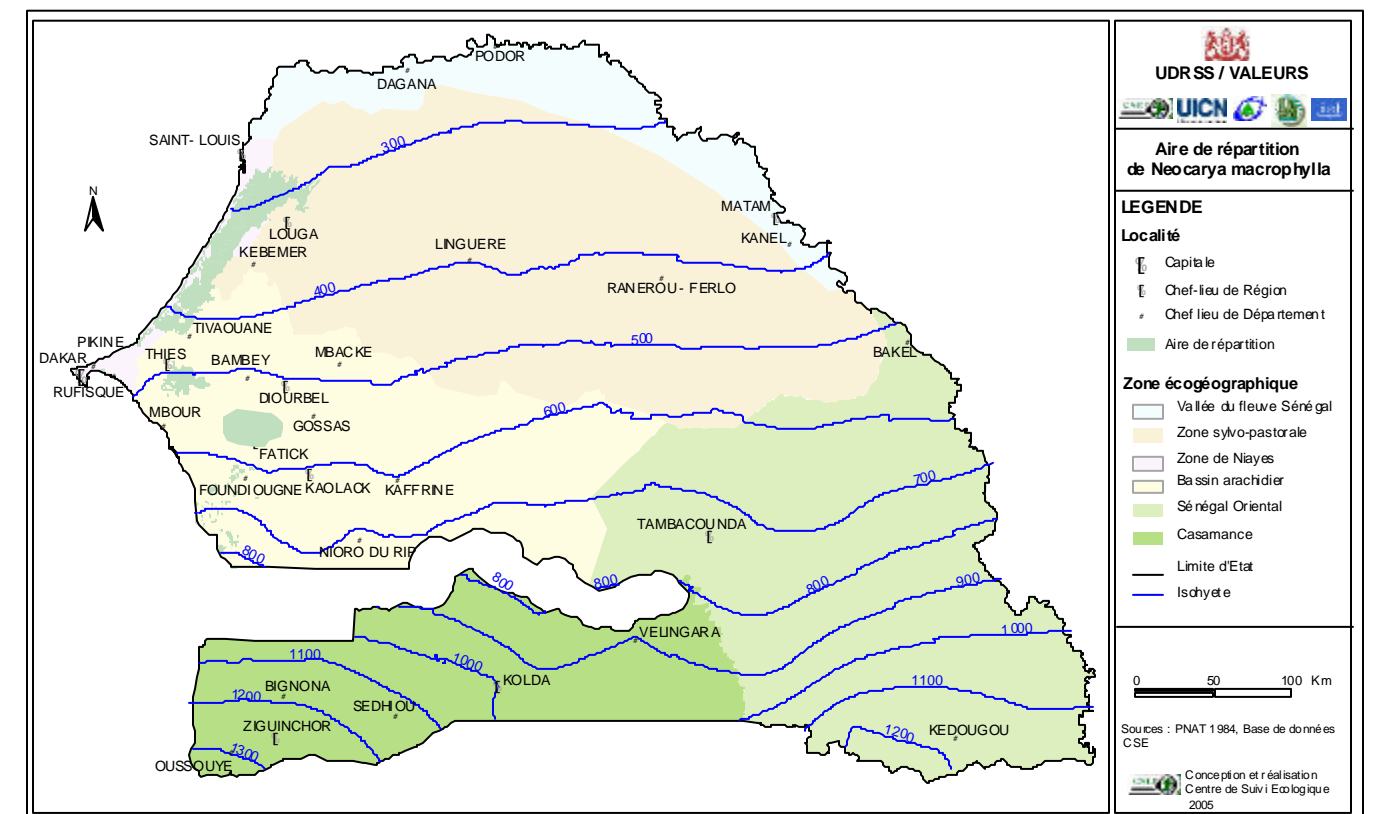 PODOR
DAGANA
SAINT- LOUIS
300
N
MATAM
LOUGA
KANEL
LINGUERE
KEBEMER
400
RANEROU- FERLO
TIVAOUANE
PIKINE
500
THIES
MBACKE
BAKEL
DAKAR
BAMBEY
RUFISQUE
DIOURBEL
MBOUR
600
GOSSAS
FATICK
700
FOUNDIOUGNE
KAOLACK
KAFFRINE
TAMBACOUNDA
NIORO DU RIP
800
800
800
800
900
1000
VELINGARA
1100
1000
KOLDA
1100
BIGNONA
1200
SEDHIOU
ZIGUINCHOR
1200
KEDOUGOU
1300
OUSSOUYE
UDRSS / VALEURS
UICN
Aire de répartition
de Neocarya macrophylla
LEGENDE
Localité
Capitale
Chef-lieu de Région
Chef lieu de Département
Aire de répartition
Zone écogéographique
Vallée du fleuve Sénégal
Zone sylvo-pastorale
Zone de Niayes
Bassin arachidier
Sénégal Oriental
Casamance
Limite d'Etat
Isohyete
0 50 100 Km
Sources : PNAT 1984, Base de données
CSE
Conception et réalisation
Centre de Suivi Ecologique
2005